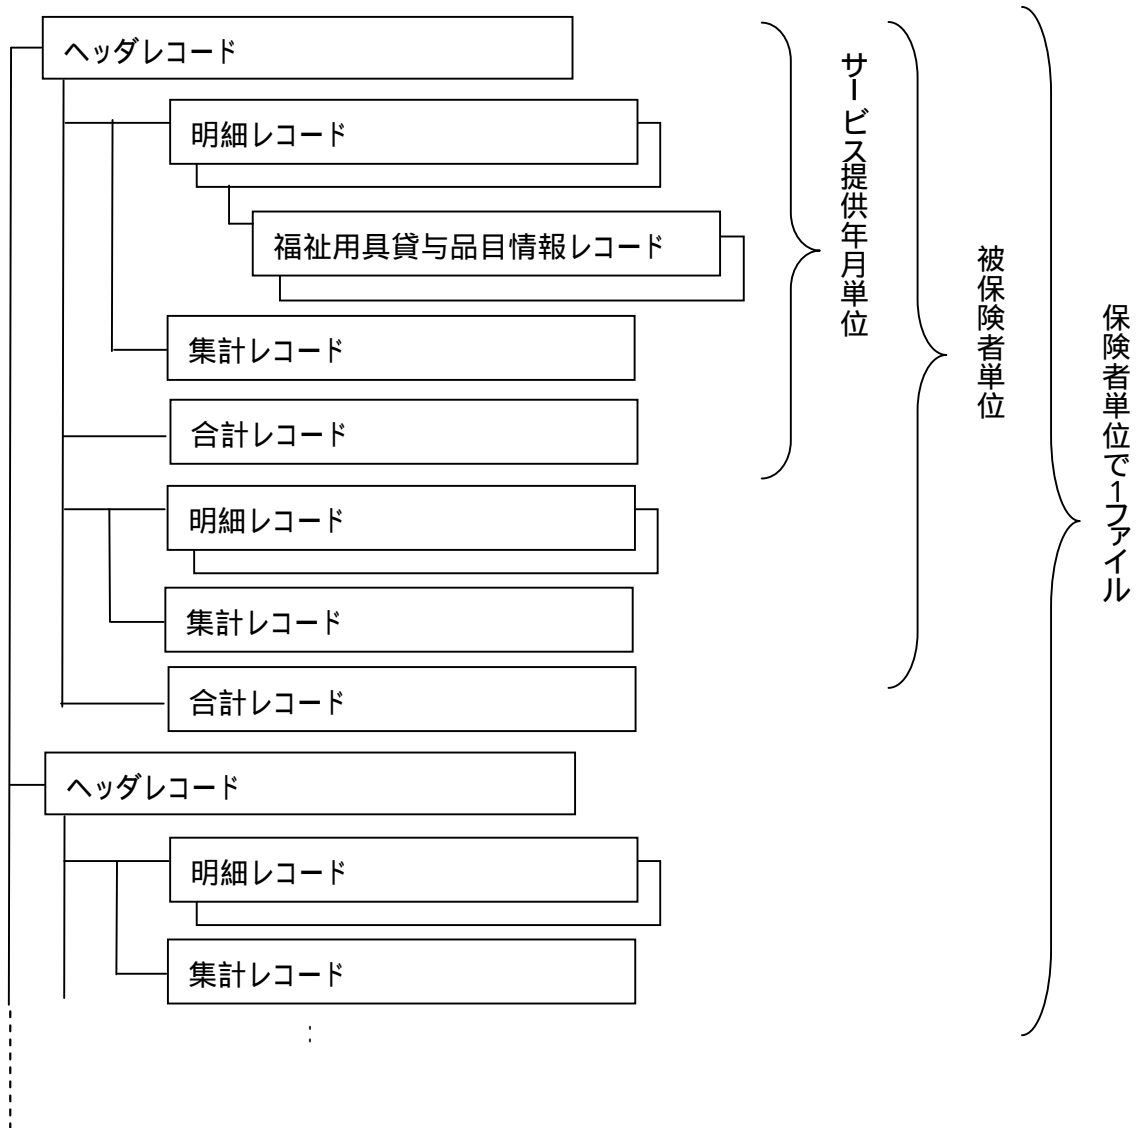 ヘッダレコード
明細レコード
福祉用具貸与品目情報レコード
集計レコード
合計レコード
明細レコード
集計レコード
合計レコード
ヘッダレコード
明細レコード
集計レコード
:
サービス提供年月単位
被保険者単位
保険者単位で1ファイル